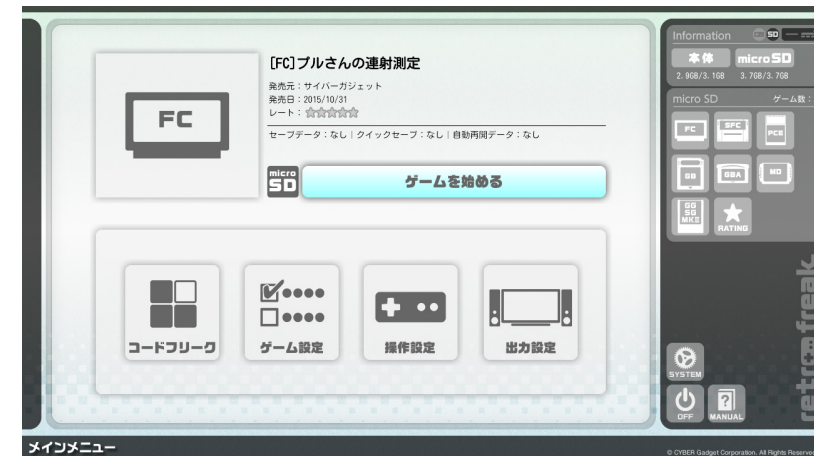 [FC]プルさんの連射測定
発売元：サイバーガジェット
発売日：2015/10/31
レート：☆☆☆☆☆
セーブデータ：なし｜クイックセーブ：なし｜自動再開データ：なし
FC
micro SD
ゲームを始める
コードフリーク
ゲーム設定
操作設定
出力設定
メインメニュー
Information
SD
本体
microSD
2.9GB/3.1GB
3.7GB/3.7GB
micro SD
ゲーム数：
FC
SFC
PCE
GB
GBA
MD
GG
SG
MKIII
RATING
retrofreak
SYSTEM
OFF
MANUAL
© CYBER Gadget Corporation. All Rights Reserved